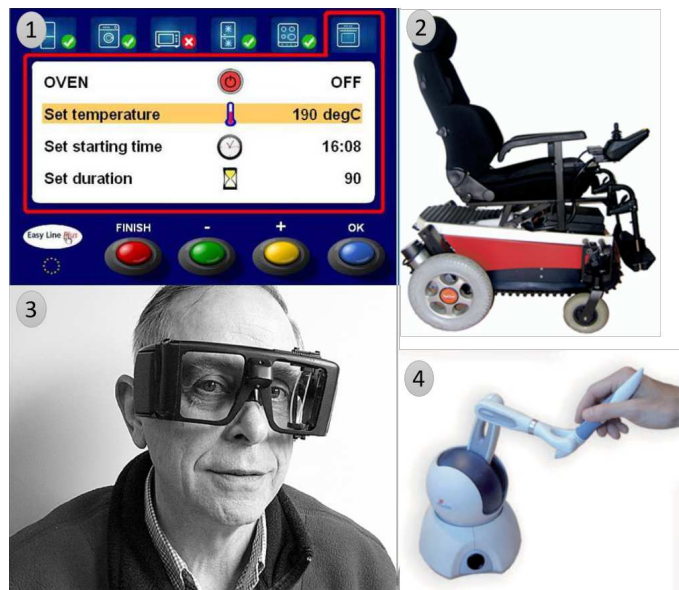 1
OVEN OFF
Set temperature 190 degC
Set starting time 16:08
Set duration 90
Easy Line Plus
FINISH - + OK
2
3
4